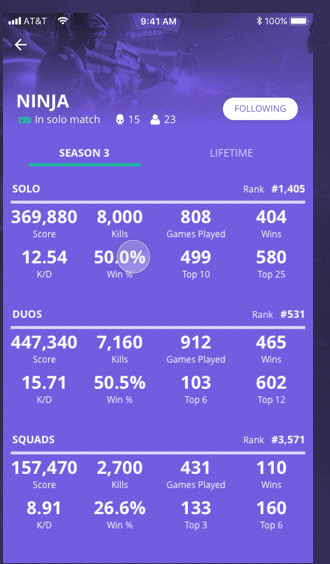 AT&T 9:41 AM 100%
NINJA
In solo match 15 23
FOLLOWING
SEASON 3 LIFETIME
SOLO Rank #1,405
369,880 8,000 808 404
Score Kills Games Played Wins
12.54 50.0% 499 580
K/D Win % Top 10 Top 25
DUOS Rank #531
447,340 7,160 912 465
Score Kills Games Played Wins
15.71 50.5% 103 602
K/D Win % Top 6 Top 12
SQUADS Rank #3,571
157,470 2,700 431 110
Score Kills Games Played Wins
8.91 26.6% 133 160
K/D Win % Top 3 Top 6